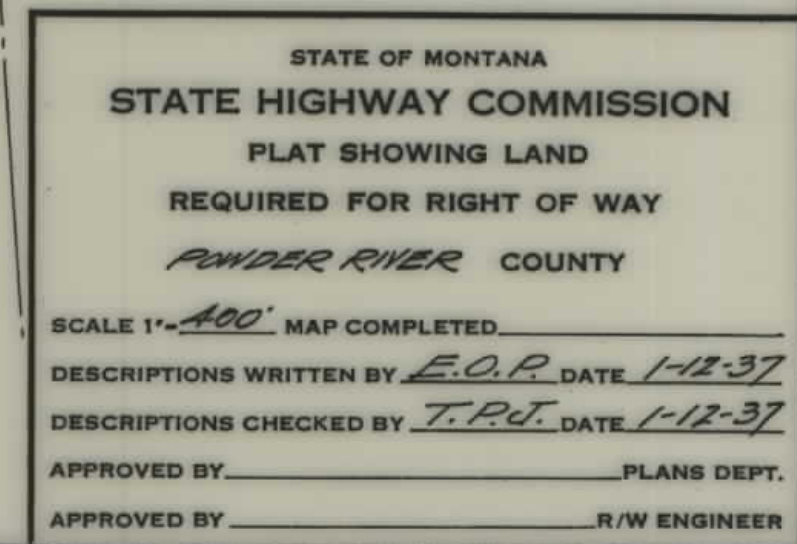 STATE OF MONTANA
STATE HIGHWAY COMMISSION
PLAT SHOWING LAND
REQUIRED FOR RIGHT OF WAY
POWDER RIVER COUNTY
SCALE 1"-400' MAP COMPLETED
DESCRIPTIONS WRITTEN BY E.O.P. DATE 1-12-37
DESCRIPTIONS CHECKED BY T.P.J. DATE 1-12-37
APPROVED BY PLANS DEPT.
APPROVED BY R/W ENGINEER